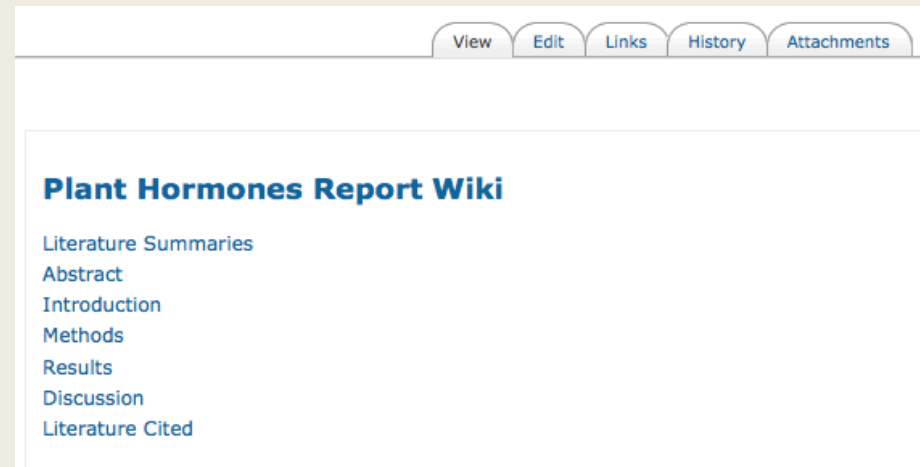 View Edit Links History Attachments
Plant Hormones Report Wiki
Literature Summaries
Abstract
Introduction
Methods
Results
Discussion
Literature Cited